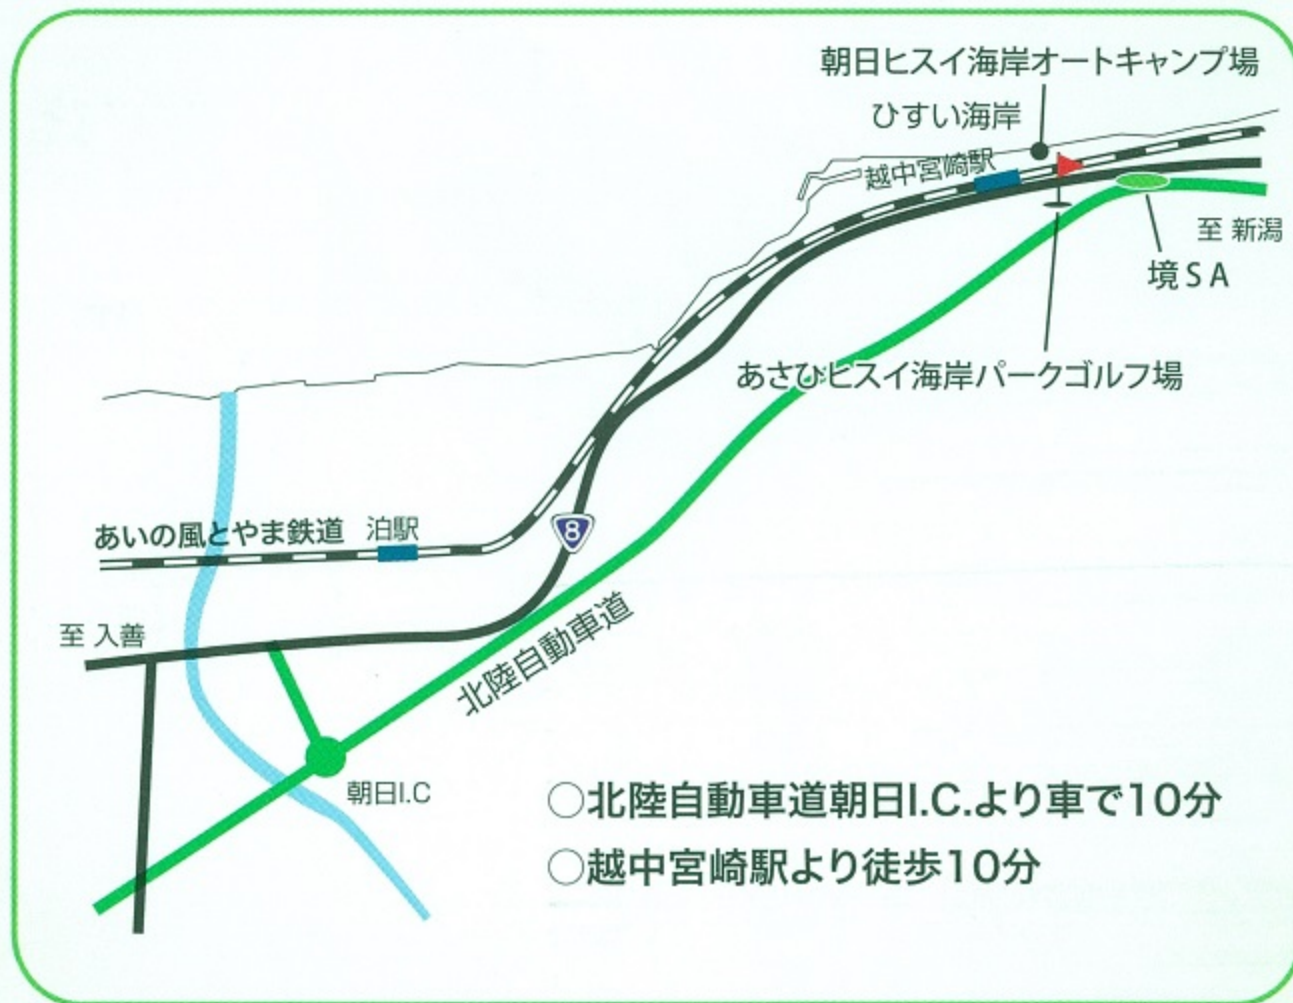 朝日ヒスイ海岸オートキャンプ場
ひすい海岸
越中宮崎駅
至 新潟
境ＳＡ
あさひヒスイ海岸パークゴルフ場
あいの風とやま鉄道
泊駅
8
至 入善
北陸自動車道
朝日I.C
○北陸自動車道朝日I.C.より車で10分
○越中宮崎駅より徒歩10分